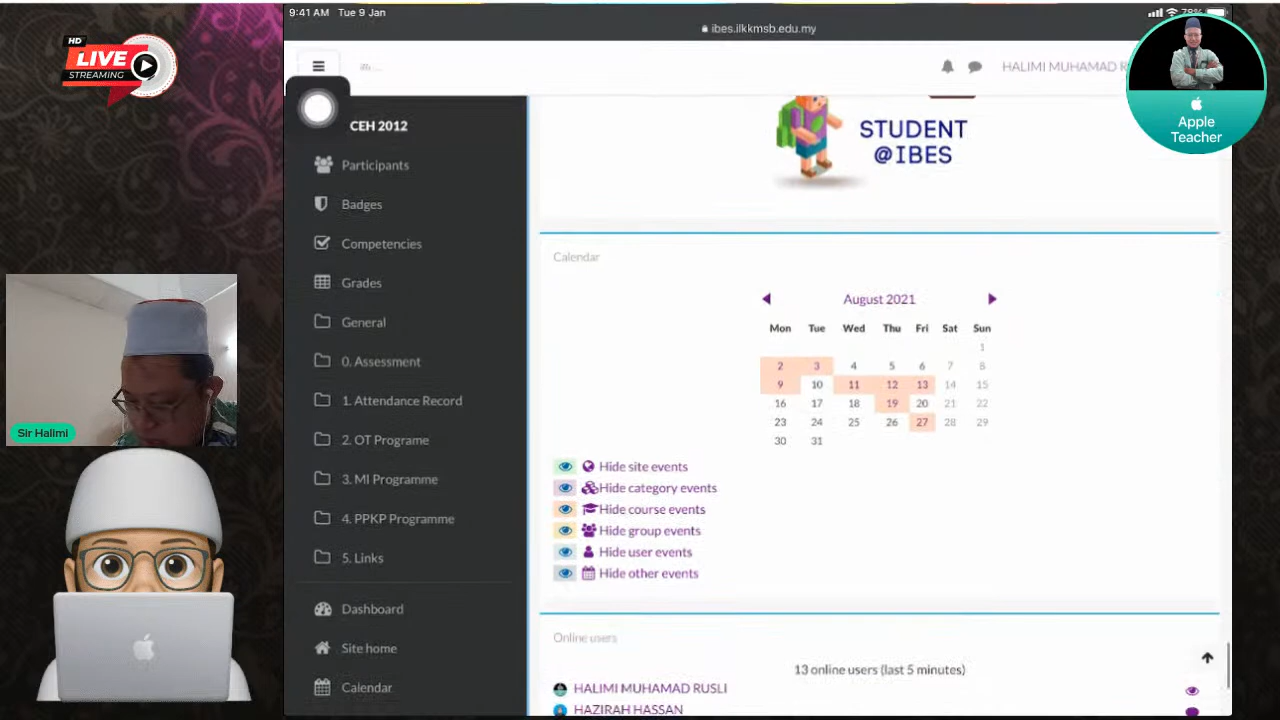 9:41 AM Tue 9 Jan
78%
ibes.ilkkmsb.edu.my
HD
LIVE
STREAMING
HALIMI MUHAMAD
Apple
Teacher
CEH 2012
Participants
Badges
Competencies
Grades
General
0. Assessment
1. Attendance Record
2. OT Programe
3. MI Programme
4. PPKP Programme
5. Links
Dashboard
Site home
Calendar
Sir Halimi
STUDENT
@IBES
Calendar
August 2021
Mon Tue Wed Thu Fri Sat Sun
1
2 3 4 5 6 7 8
9 10 11 12 13 14 15
16 17 18 19 20 21 22
23 24 25 26 27 28 29
30 31
Hide site events
Hide category events
Hide course events
Hide group events
Hide user events
Hide other events
Online users
13 online users (last 5 minutes)
HALIMI MUHAMAD RUSLI
HAZIRAH HASSAN